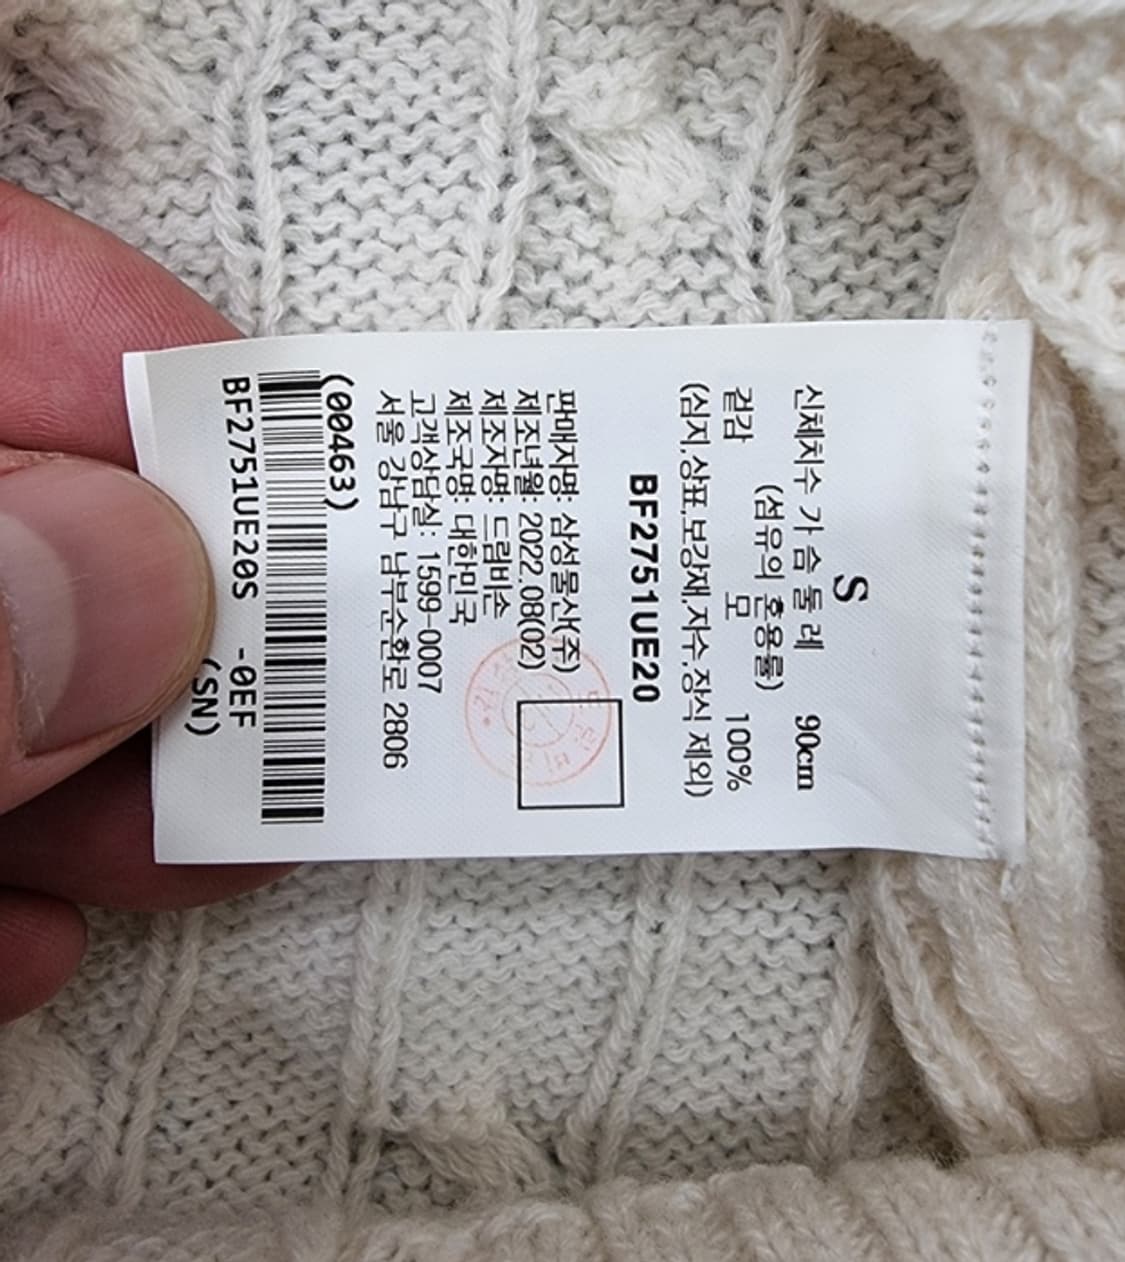 S
신체치수 가 슴 둘 레 90cm
(섬유의 혼용률)
겉감 모 100%
(심지,상표,보강재,자수,장식 제외)
BF2751UE20
판매자명: 삼성물산(주)
제조년월: 2022.08(02)
제조자명: 드림비손
제조국명: 대한민국
고객상담실: 1599-0007
서울 강남구 남부순환로 2806
(00463)
BF2751UE20S -0EF
(SN)